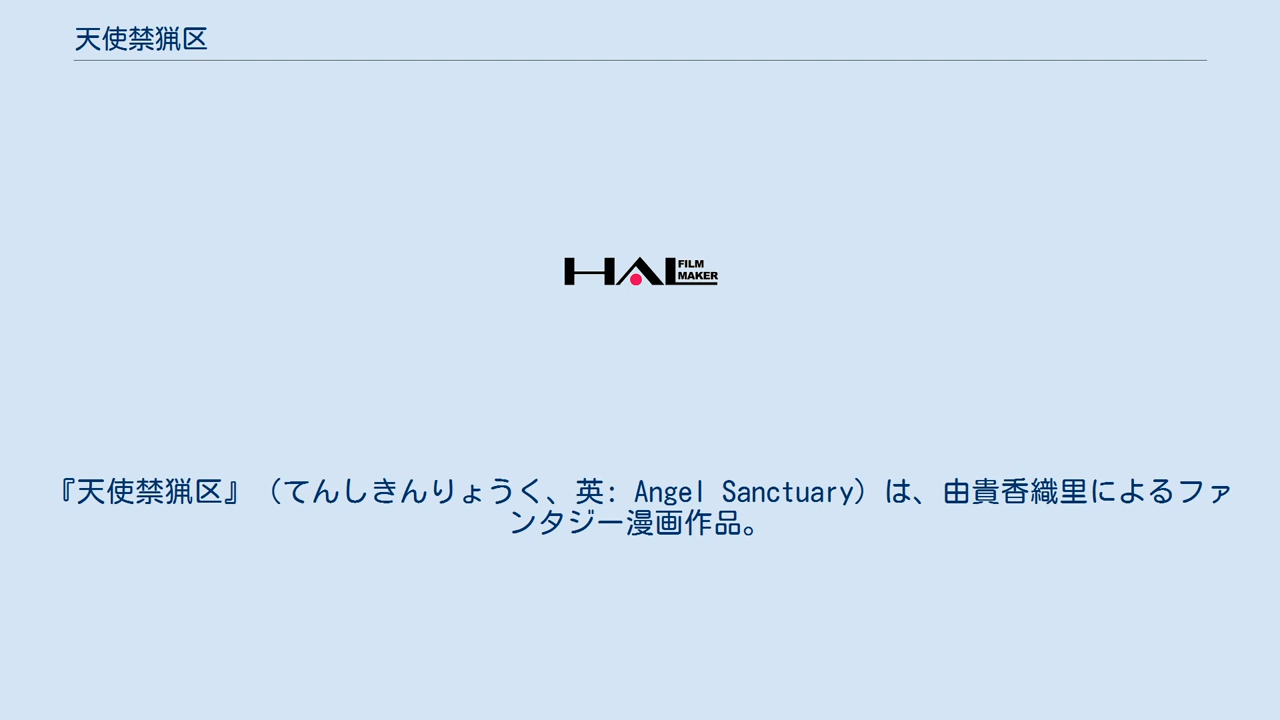 天使禁猟区
HAL FILM
MAKER
『天使禁猟区』（てんしきんりょうく、英: Angel Sanctuary）は、由貴香織里によるファ
ンタジー漫画作品。